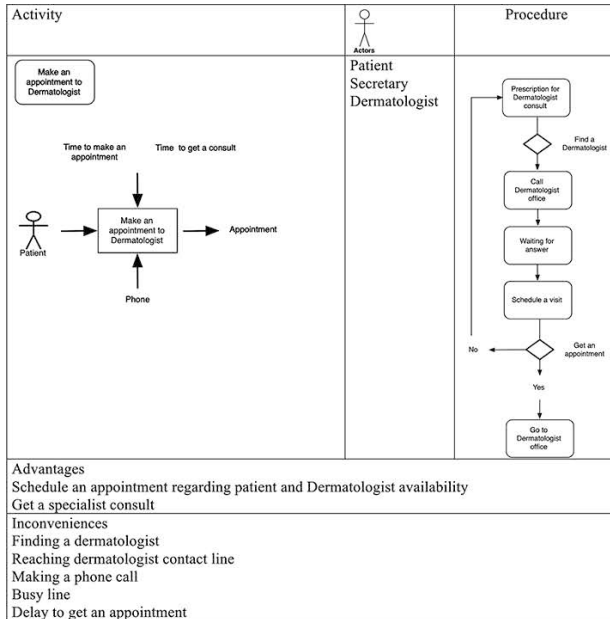 Activity
Actors
Procedure
Make an
appointment to
Dermatologist
Time to make an
appointment
Time to get a consult
Patient
Make an
appointment to
Dermatologist
Appointment
Phone
Patient
Secretary
Dermatologist
Prescription for
Dermatologist
consult
Find a
Dermatologist
Call
Dermatologist
office
Waiting for
answer
Schedule a visit
No
Get an
appointment
Yes
Go to
Dermatologist
office
Advantages
Schedule an appointment regarding patient and Dermatologist availability
Get a specialist consult
Inconveniences
Finding a dermatologist
Reaching dermatologist contact line
Making a phone call
Busy line
Delay to get an appointment